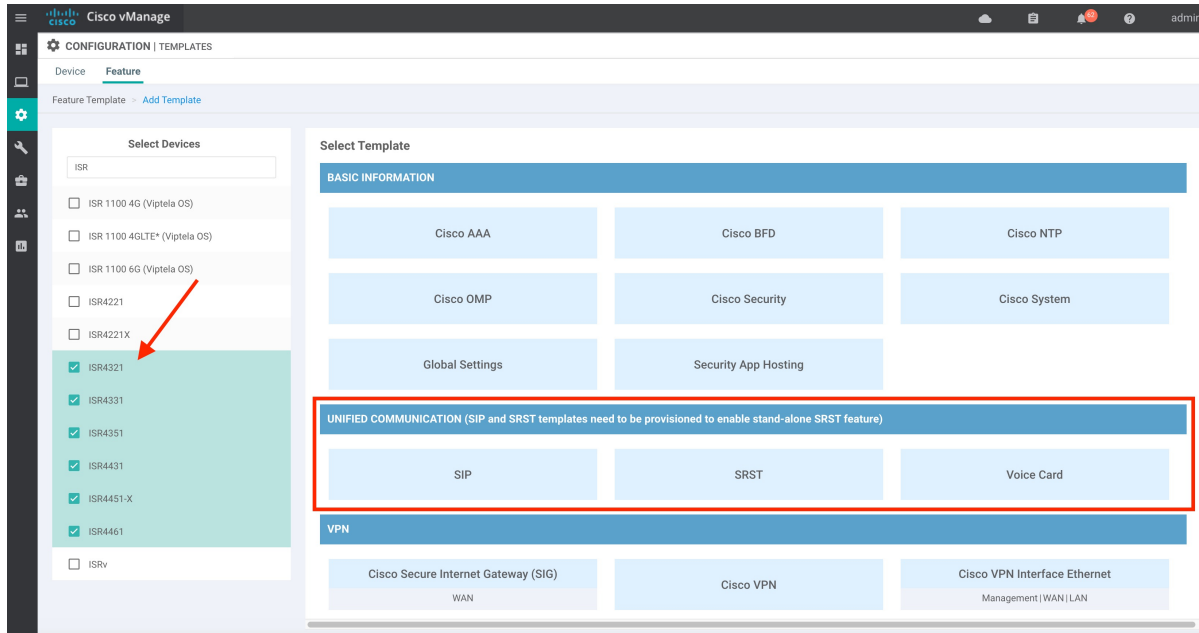 cisco Cisco vManage
62
admin
CONFIGURATION | TEMPLATES
Device Feature
Feature Template > Add Template
Select Devices
ISR
ISR 1100 4G (Viptela OS)
ISR 1100 4GLTE* (Viptela OS)
ISR 1100 6G (Viptela OS)
ISR4221
ISR4221X
ISR4321
ISR4331
ISR4351
ISR4431
ISR4451-X
ISR4461
ISRv
Select Template
BASIC INFORMATION
Cisco AAA
Cisco BFD
Cisco NTP
Cisco OMP
Cisco Security
Cisco System
Global Settings
Security App Hosting
UNIFIED COMMUNICATION (SIP and SRST templates need to be provisioned to enable stand-alone SRST feature)
SIP
SRST
Voice Card
VPN
Cisco Secure Internet Gateway (SIG)
WAN
Cisco VPN
Cisco VPN Interface Ethernet
Management | WAN | LAN